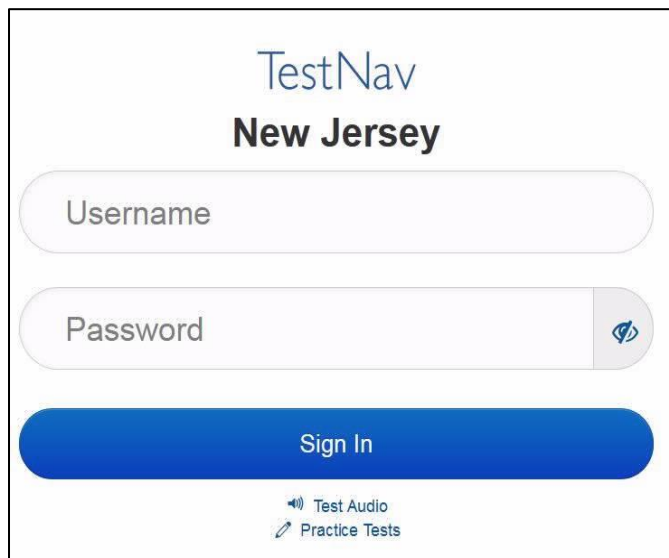 TestNav
New Jersey
Username
Password
Sign In
Test Audio
Practice Tests